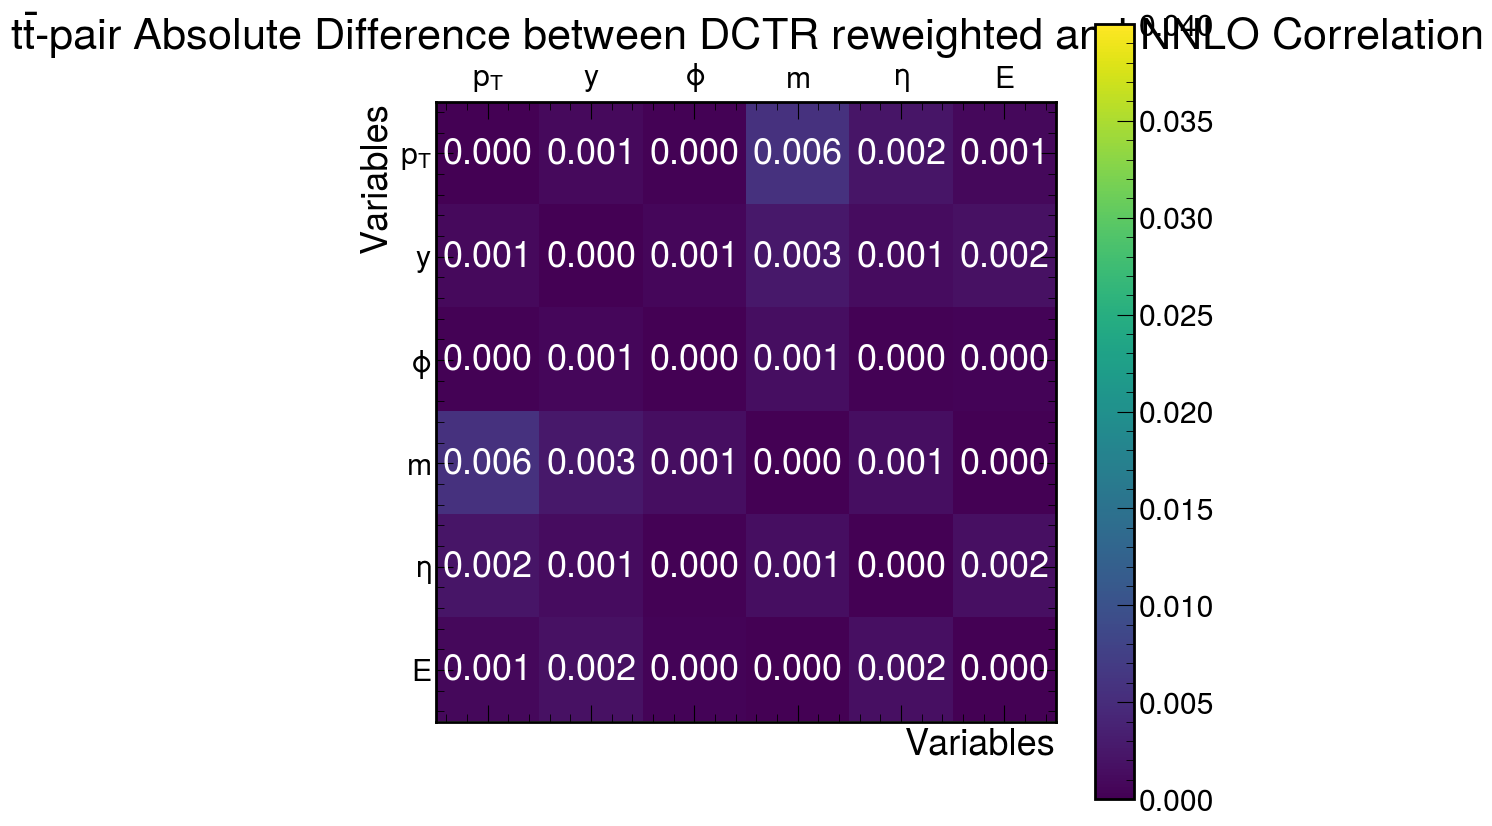 tt̄-pair Absolute Difference between DCTR reweighted and NNLO Correlation
p_T y ϕ m η E
Variables
p_T 0.000 0.001 0.000 0.006 0.002 0.001
y 0.001 0.000 0.001 0.003 0.001 0.002
ϕ 0.000 0.001 0.000 0.001 0.000 0.000
m 0.006 0.003 0.001 0.000 0.001 0.000
η 0.002 0.001 0.000 0.001 0.000 0.002
E 0.001 0.002 0.000 0.000 0.002 0.000
Variables
0.040
0.035
0.030
0.025
0.020
0.015
0.010
0.005
0.000